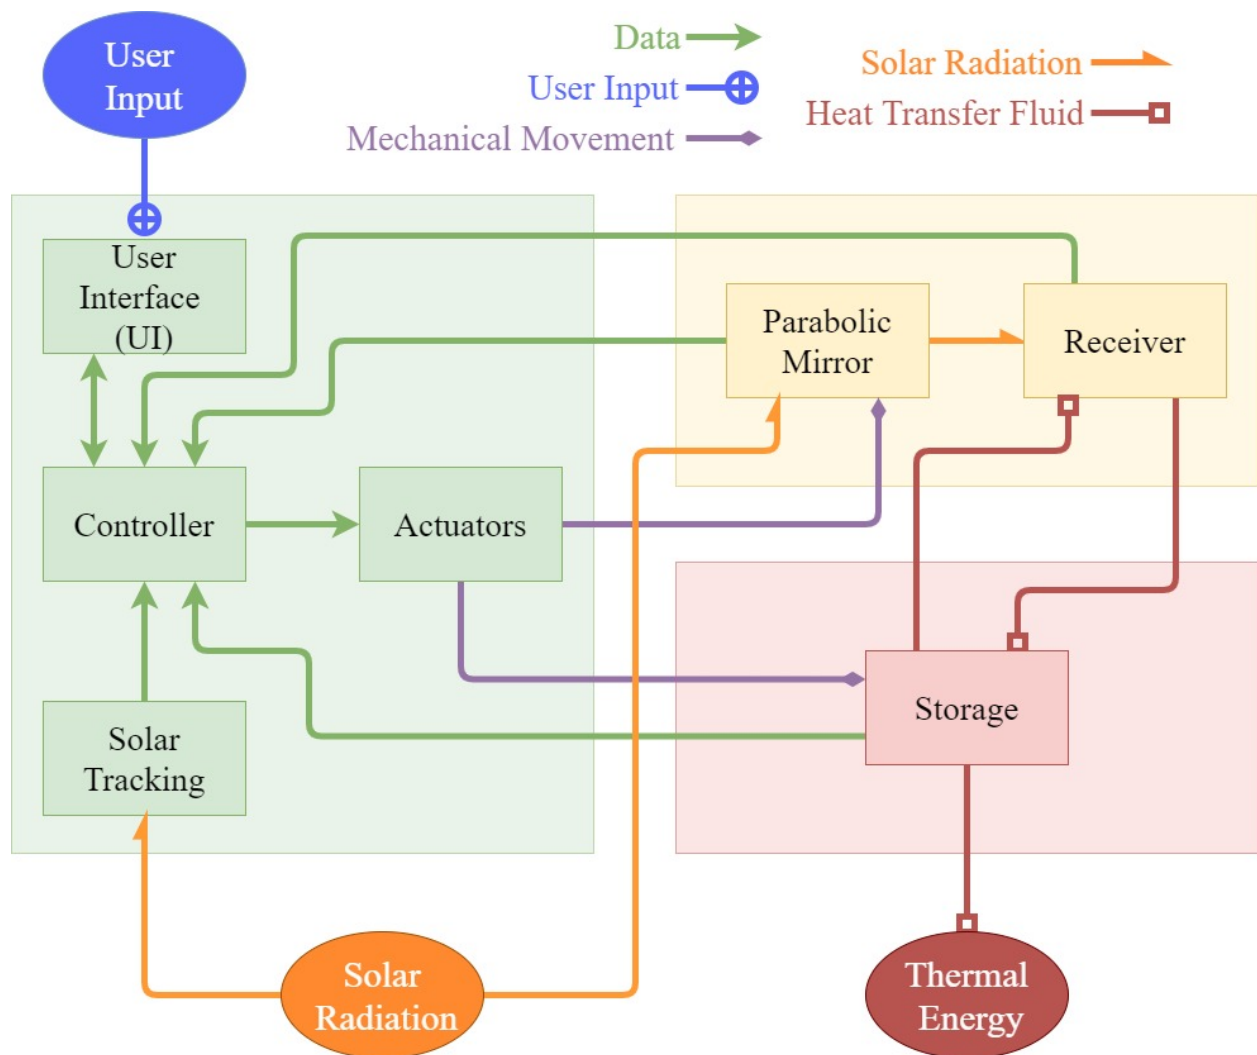 User
Input
Data
User Input
Mechanical Movement
Solar Radiation
Heat Transfer Fluid
User
Interface
(UI)
Parabolic
Mirror
Receiver
Controller
Actuators
Storage
Solar
Tracking
Solar
Radiation
Thermal
Energy